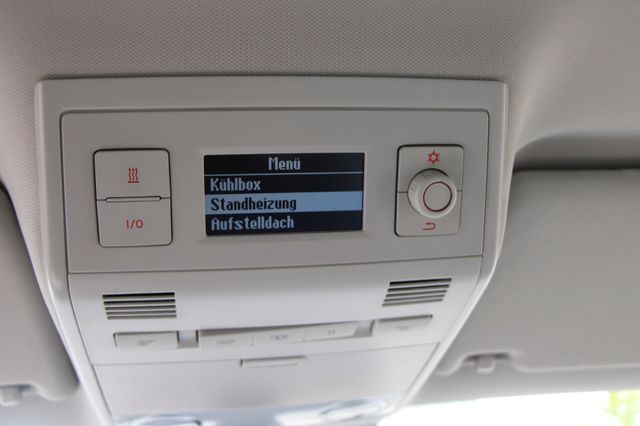 Menü
Kühlbox
Standheizung
Aufstelldach
I/O